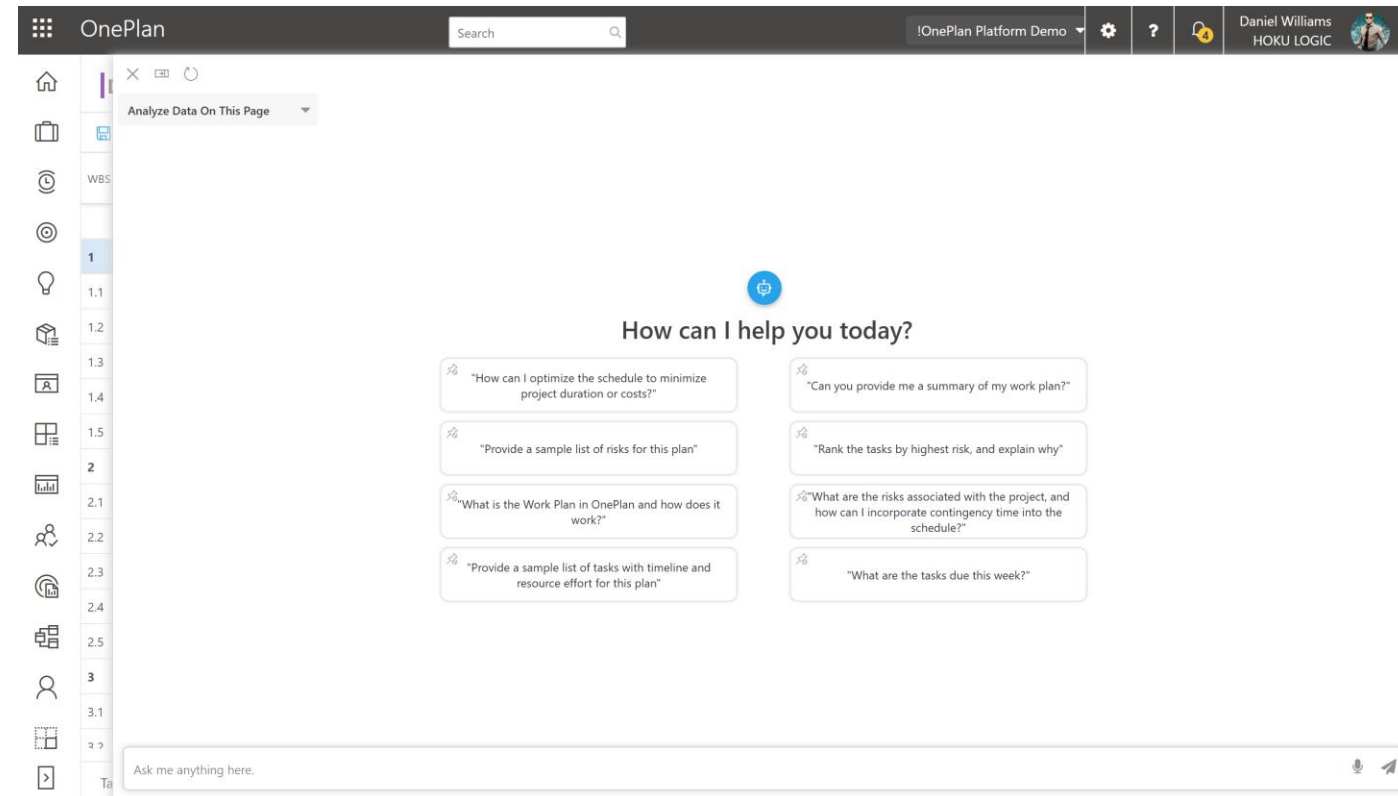 OnePlan
Search
!OnePlan Platform Demo
?
4
Daniel Williams
HOKU LOGIC
Analyze Data On This Page
WBS
1
1.1
1.2
1.3
1.4
1.5
2
2.1
2.2
2.3
2.4
2.5
3
3.1
3.2
Ta
How can I help you today?
"How can I optimize the schedule to minimize
project duration or costs?"
"Can you provide me a summary of my work plan?"
"Provide a sample list of risks for this plan"
"Rank the tasks by highest risk, and explain why"
"What is the Work Plan in OnePlan and how does it
work?"
"What are the risks associated with the project, and
how can I incorporate contingency time into the
schedule?"
"Provide a sample list of tasks with timeline and
resource effort for this plan"
"What are the tasks due this week?"
Ask me anything here.